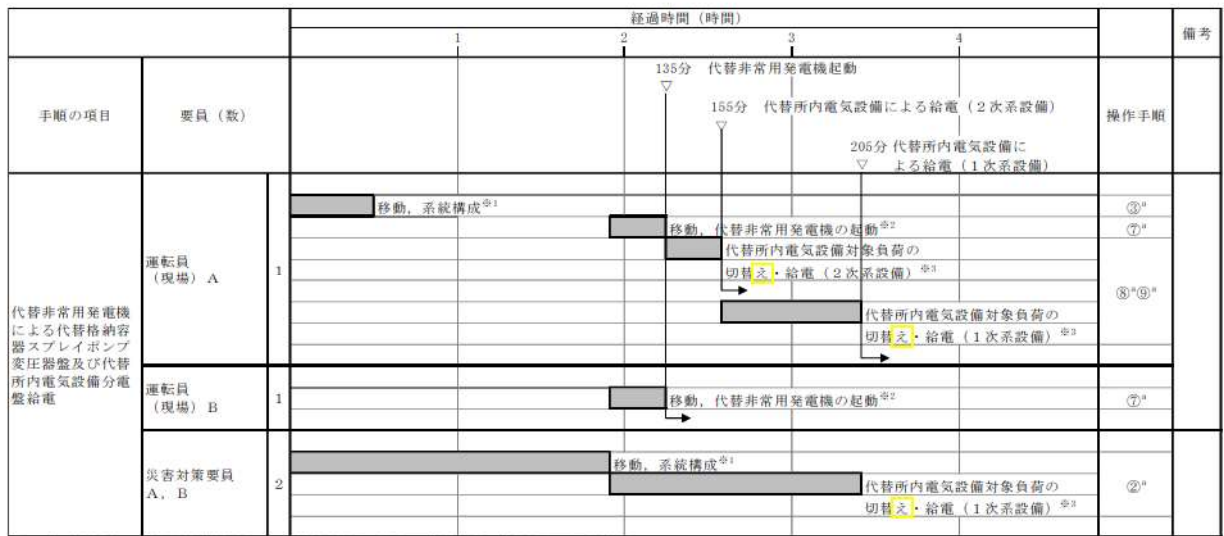 経過時間（時間）
1 2 3 4
備考
手順の項目
要員（数）
操作手順
135分 代替非常用発電機起動
▽
155分 代替所内電気設備による給電（２次系設備）
▽
205分 代替所内電気設備に
▽ よる給電（１次系設備）
代替非常用発電機
による代替格納容
器スプレイポンプ
変圧器盤及び代替
所内電気設備分電
盤給電
運転員
（現場）Ａ
1
移動，系統構成※1
③ª
移動，代替非常用発電機の起動※2
⑦ª
代替所内電気設備対象負荷の
切替え・給電（２次系設備）※3
⑧ª⑨ª
代替所内電気設備対象負荷の
切替え・給電（１次系設備）※3
運転員
（現場）Ｂ
1
移動，代替非常用発電機の起動※2
⑦ª
災害対策要員
Ａ，Ｂ
2
移動，系統構成※1
代替所内電気設備対象負荷の
切替え・給電（１次系設備）※3
②ª